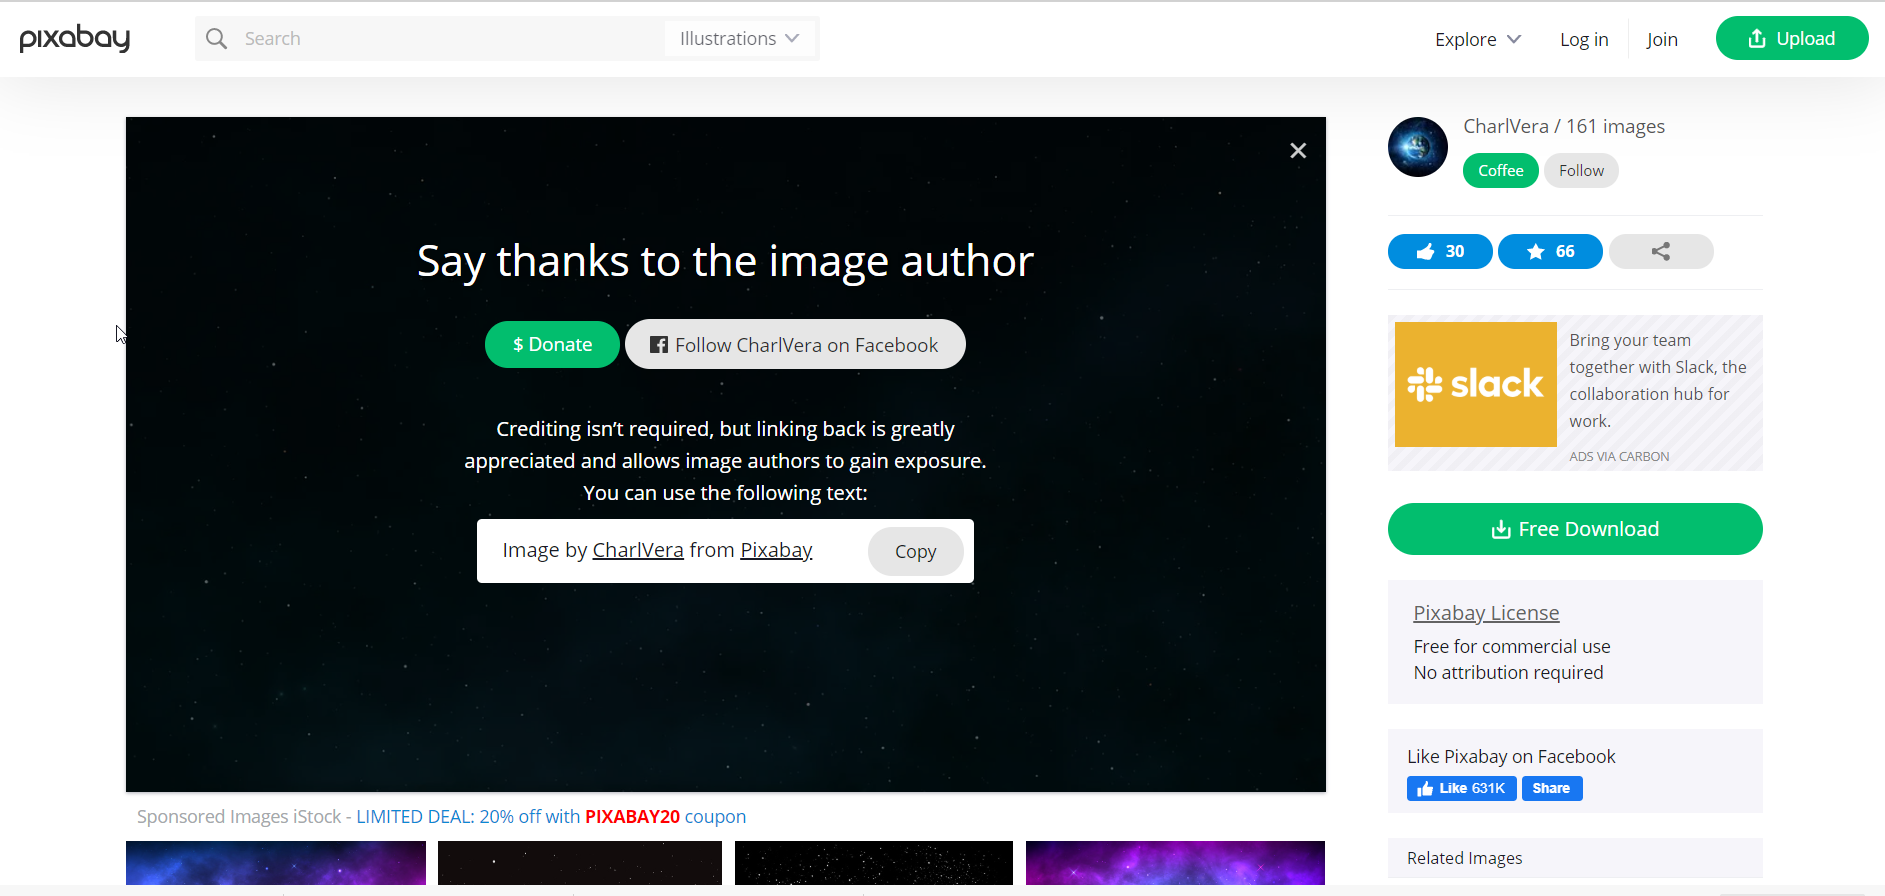 pixabay
Search
Illustrations
Explore
Log in
Join
Upload
Say thanks to the image author
$ Donate
Follow CharlVera on Facebook
Crediting isn't required, but linking back is greatly
appreciated and allows image authors to gain exposure.
You can use the following text:
Image by CharlVera from Pixabay
Copy
Sponsored Images iStock - LIMITED DEAL: 20% off with PIXABAY20 coupon
CharlVera / 161 images
Coffee
Follow
30
66
slack
Bring your team
together with Slack, the
collaboration hub for
work.
ADS VIA CARBON
Free Download
Pixabay License
Free for commercial use
No attribution required
Like Pixabay on Facebook
Like 631K
Share
Related Images